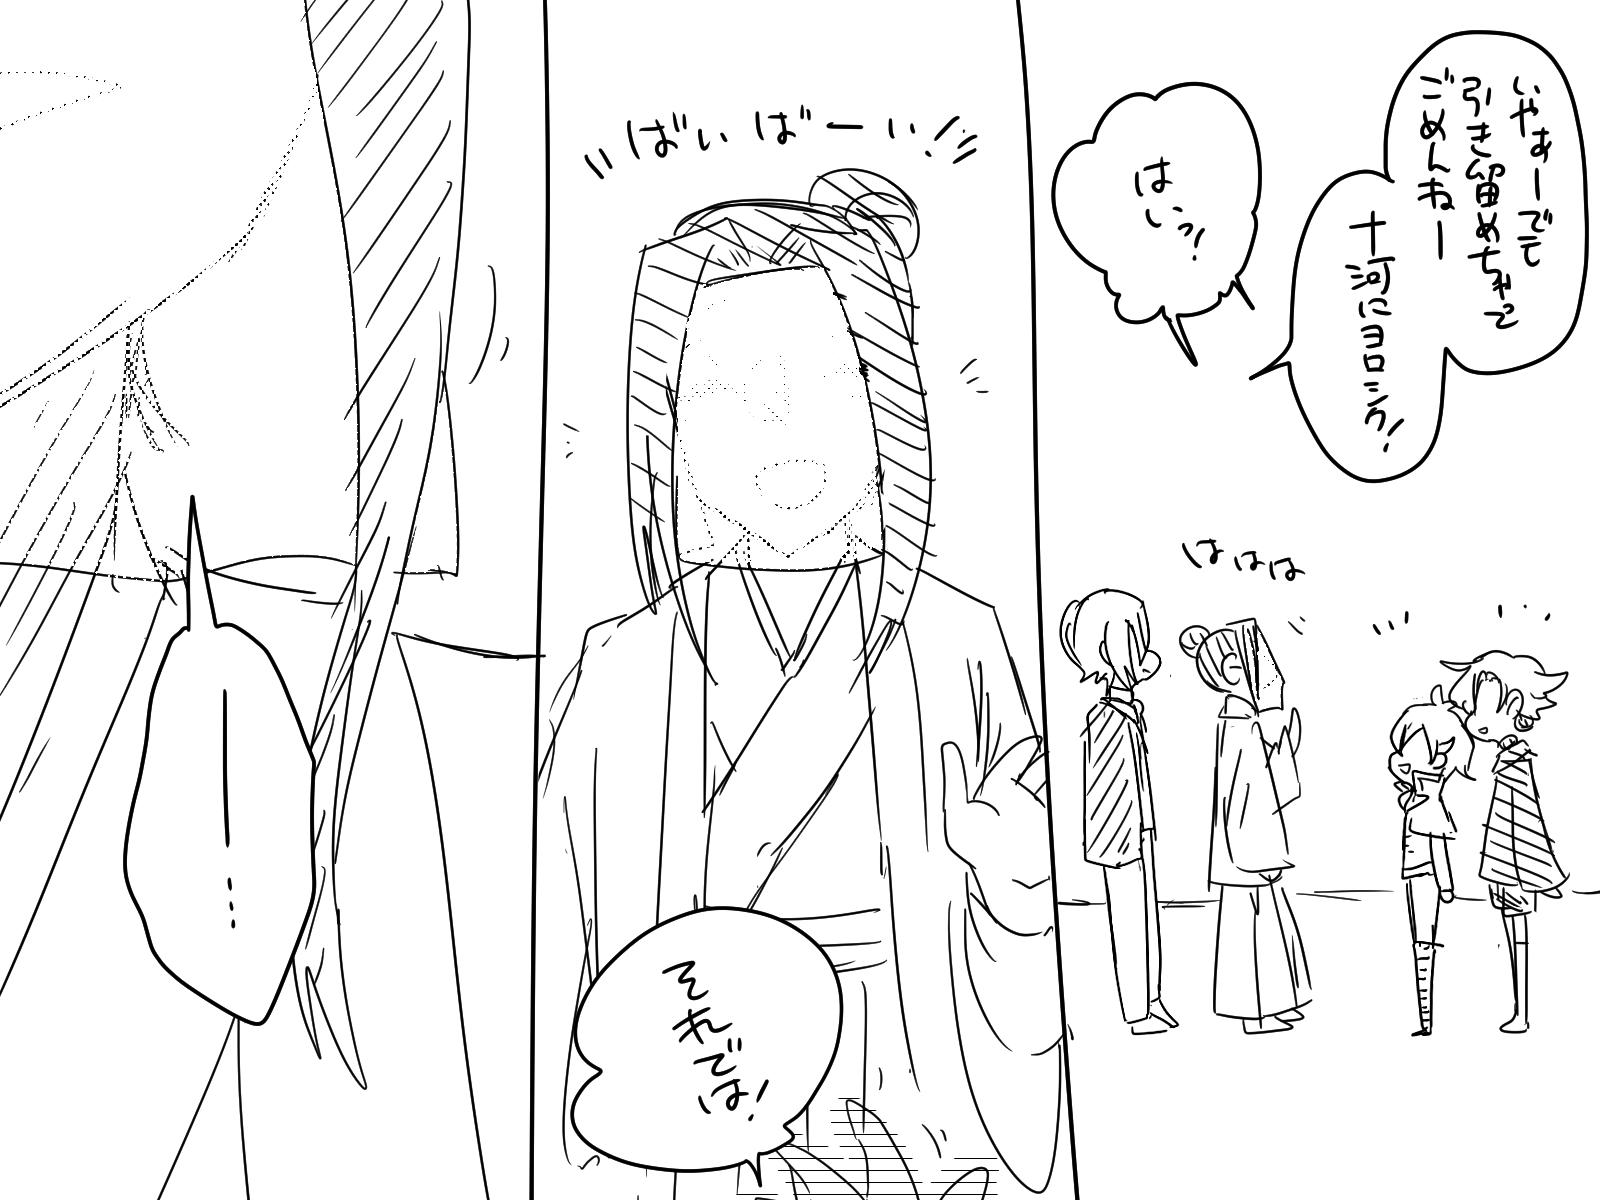 いやぁーでも
引き留めちゃって
ごめんねー
十河にヨロシク!
はいっ!
ははは
ばいばーい!
それでは!
―…